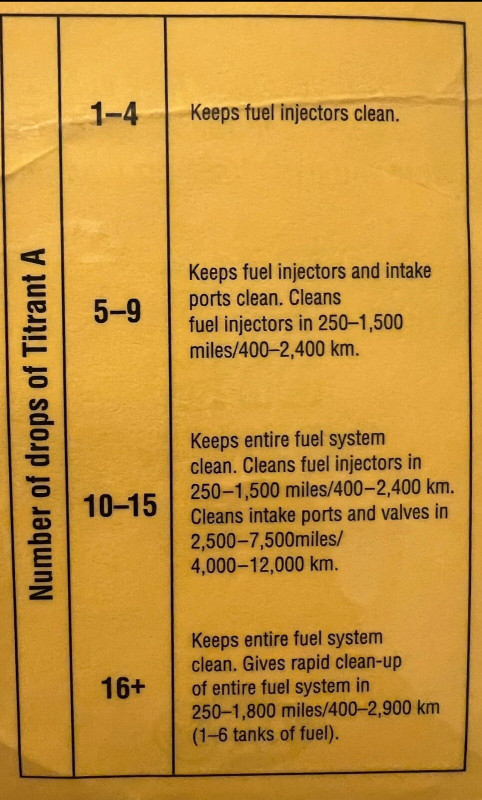 Number of drops of Titrant A
1–4
Keeps fuel injectors clean.
5–9
Keeps fuel injectors and intake
ports clean. Cleans
fuel injectors in 250–1,500
miles/400–2,400 km.
10–15
Keeps entire fuel system
clean. Cleans fuel injectors in
250–1,500 miles/400–2,400 km.
Cleans intake ports and valves in
2,500–7,500miles/
4,000–12,000 km.
16+
Keeps entire fuel system
clean. Gives rapid clean-up
of entire fuel system in
250–1,800 miles/400–2,900 km
(1–6 tanks of fuel).